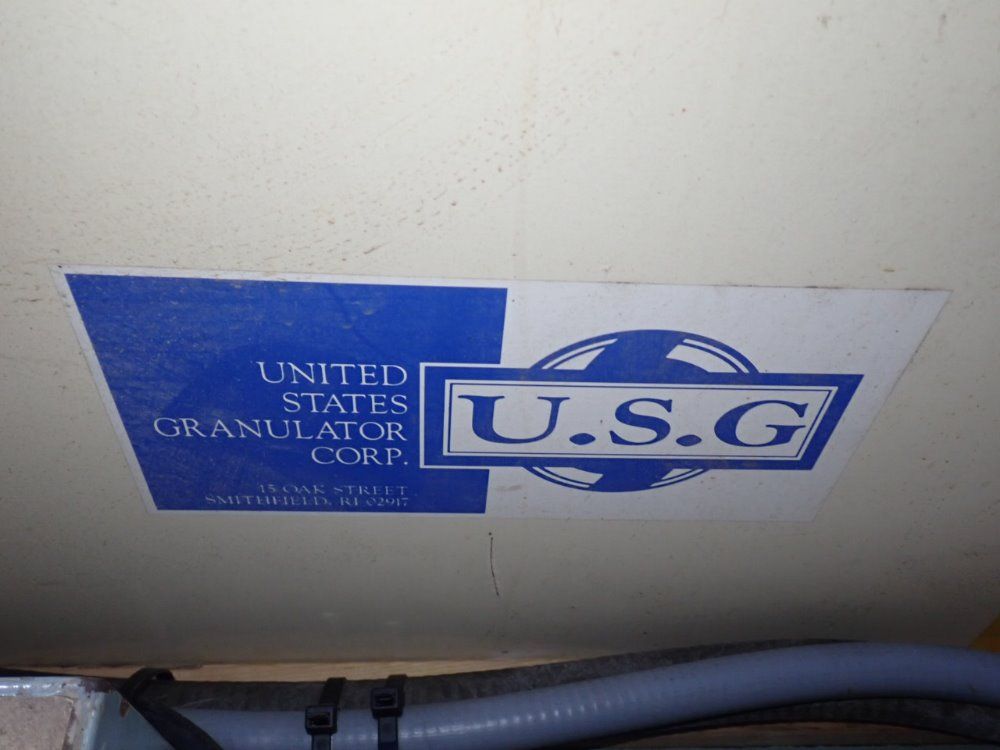 UNITED
STATES
GRANULATOR
CORP.
15 OAK STREET
SMITHFIELD, RI 02917
U.S.G